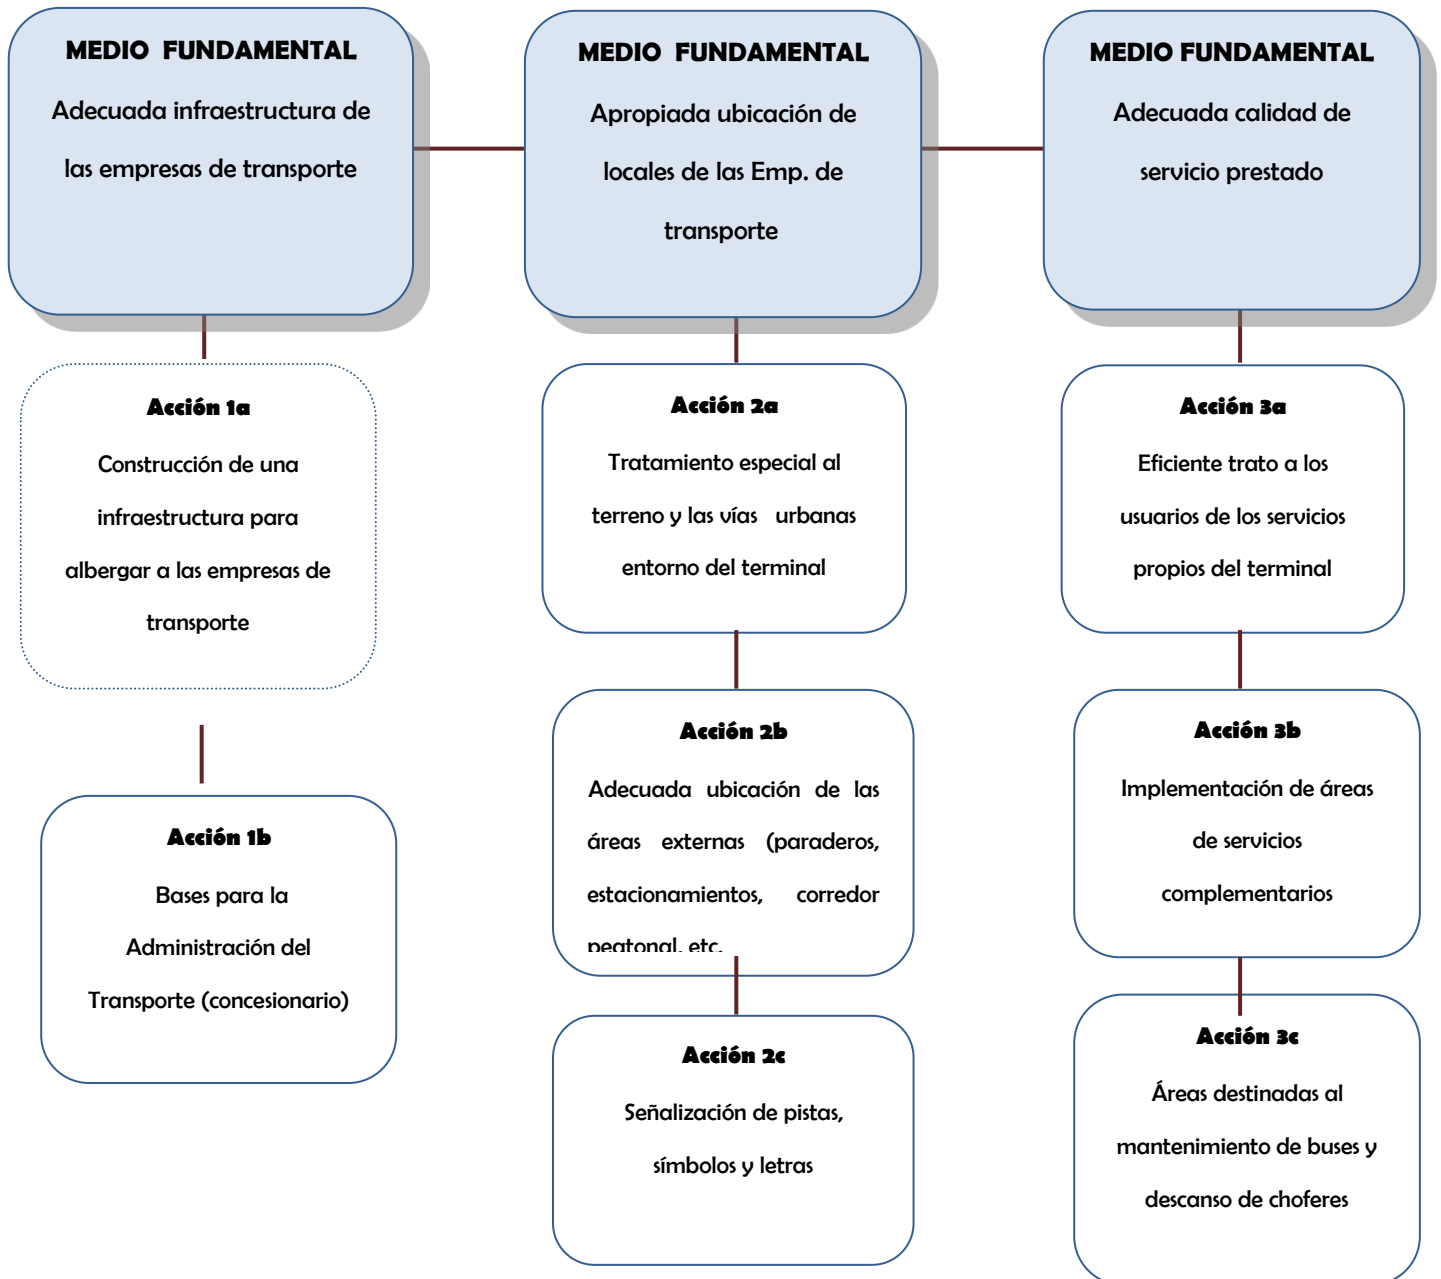 MEDIO FUNDAMENTAL
Adecuada infraestructura de
las empresas de transporte
MEDIO FUNDAMENTAL
Apropiada ubicación de
locales de las Emp. de
transporte
MEDIO FUNDAMENTAL
Adecuada calidad de
servicio prestado
Acción 1a
Construcción de una
infraestructura para
albergar a las empresas de
transporte
Acción 1b
Bases para la
Administración del
Transporte (concesionario)
Acción 2a
Tratamiento especial al
terreno y las vías urbanas
entorno del terminal
Acción 2b
Adecuada ubicación de las
áreas externas (paraderos,
estacionamientos, corredor
peatonal, etc.
Acción 2c
Señalización de pistas,
símbolos y letras
Acción 3a
Eficiente trato a los
usuarios de los servicios
propios del terminal
Acción 3b
Implementación de áreas
de servicios
complementarios
Acción 3c
Áreas destinadas al
mantenimiento de buses y
descanso de choferes